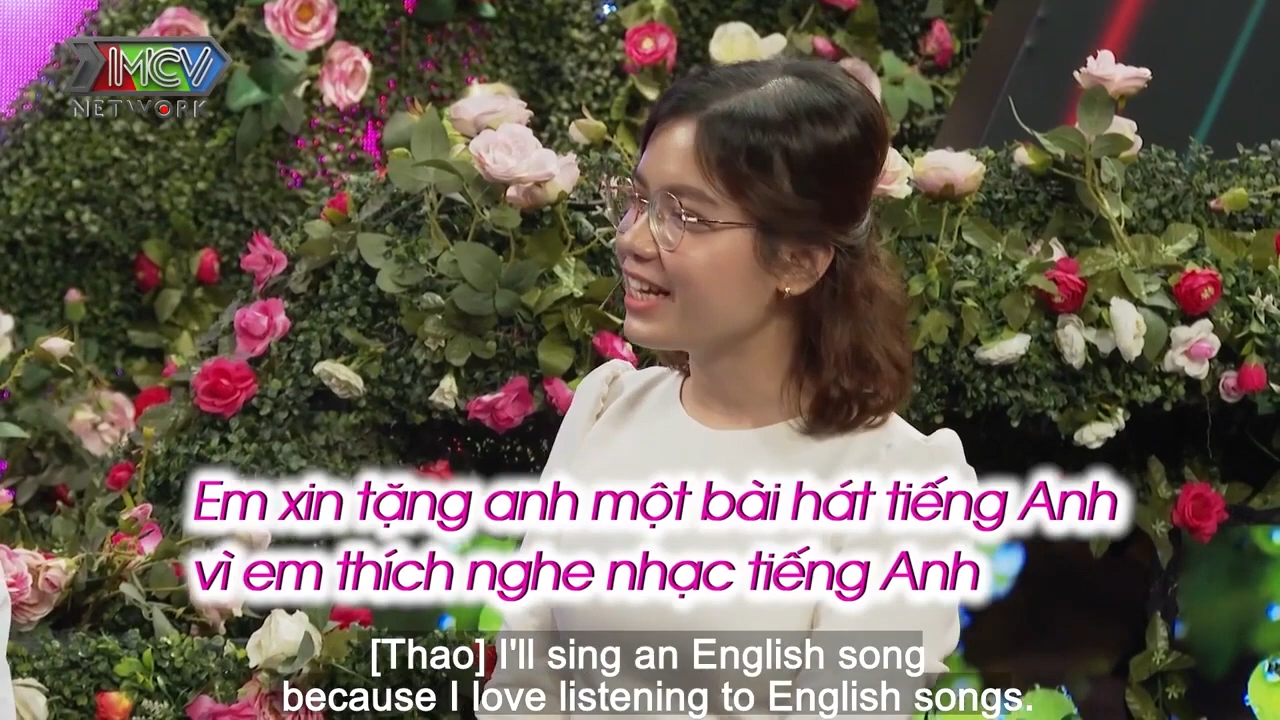 MCV
NETWORK
Em xin tặng anh một bài hát tiếng Anh
vì em thích nghe nhạc tiếng Anh
[Thao] I'll sing an English song
because I love listening to English songs.